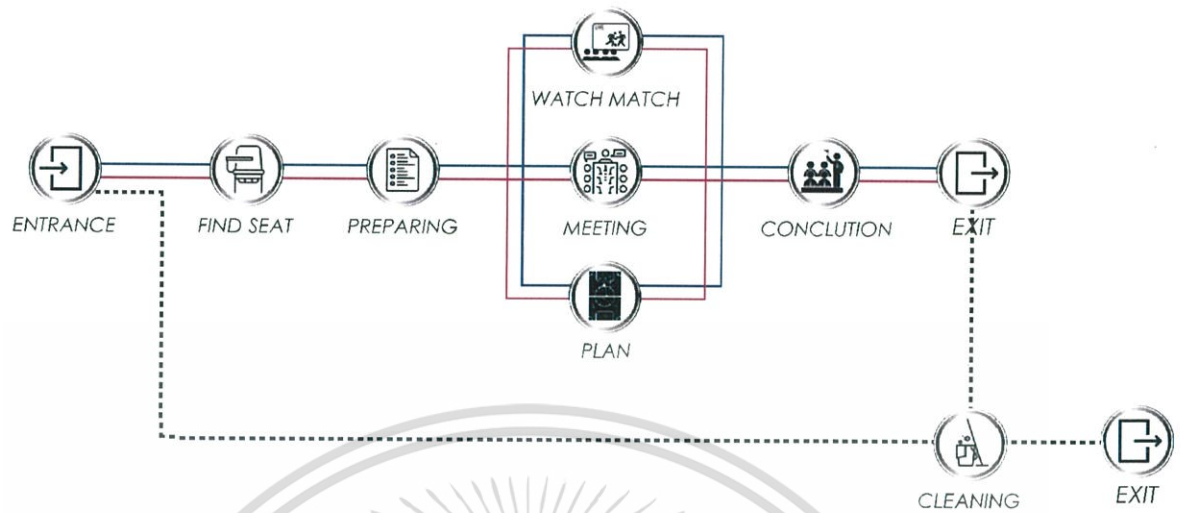 WATCH MATCH
ENTRANCE
FIND SEAT
PREPARING
MEETING
CONCLUTION
EXIT
PLAN
CLEANING
EXIT